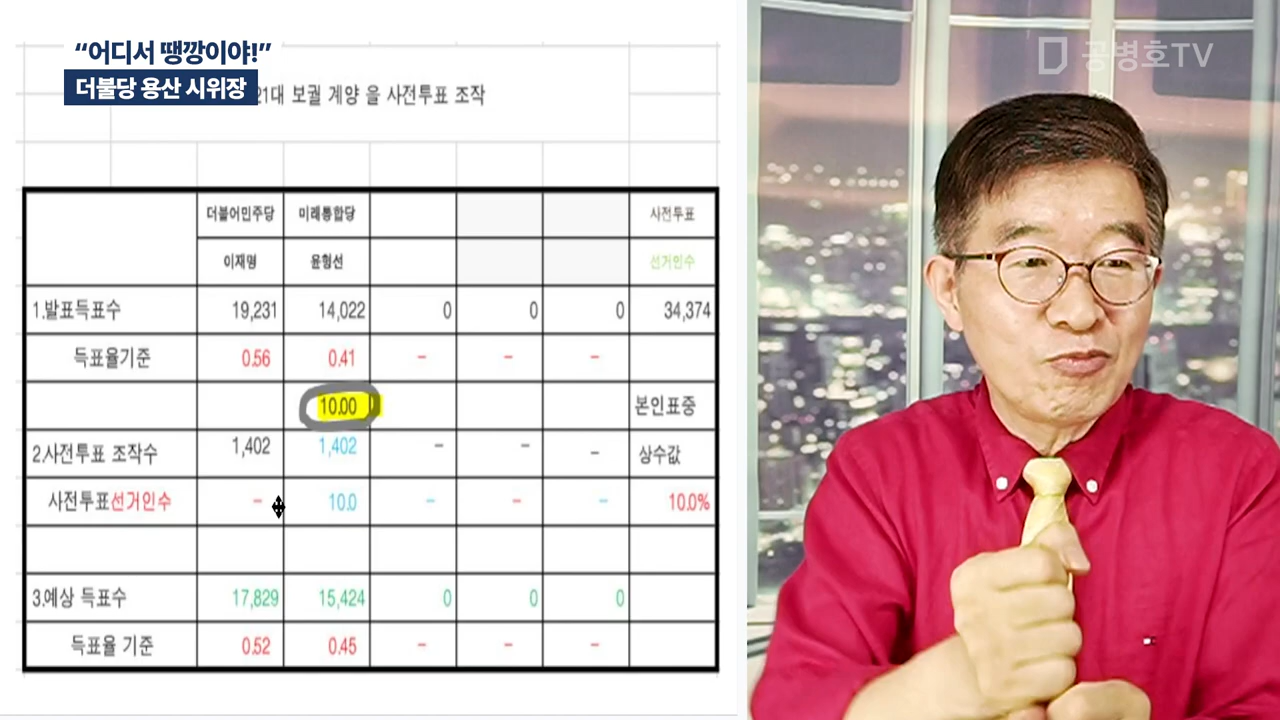 “어디서 땡깡이야!”
더불당 용산 시위장
공병호TV
21대 보궐 계양 을 사전투표 조작
더불어민주당 미래통합당 사전투표
이재명 윤형선 선거인수
1.발표득표수 19,231 14,022 0 0 0 34,374
득표율기준 0.56 0.41 - - -
10.00 본인표중
2.사전투표 조작수 1,402 1,402 - - - 상수값
사전투표선거인수 - 10.0 - - - 10.0%
3.예상 득표수 17,829 15,424 0 0 0
득표율 기준 0.52 0.45 - - -